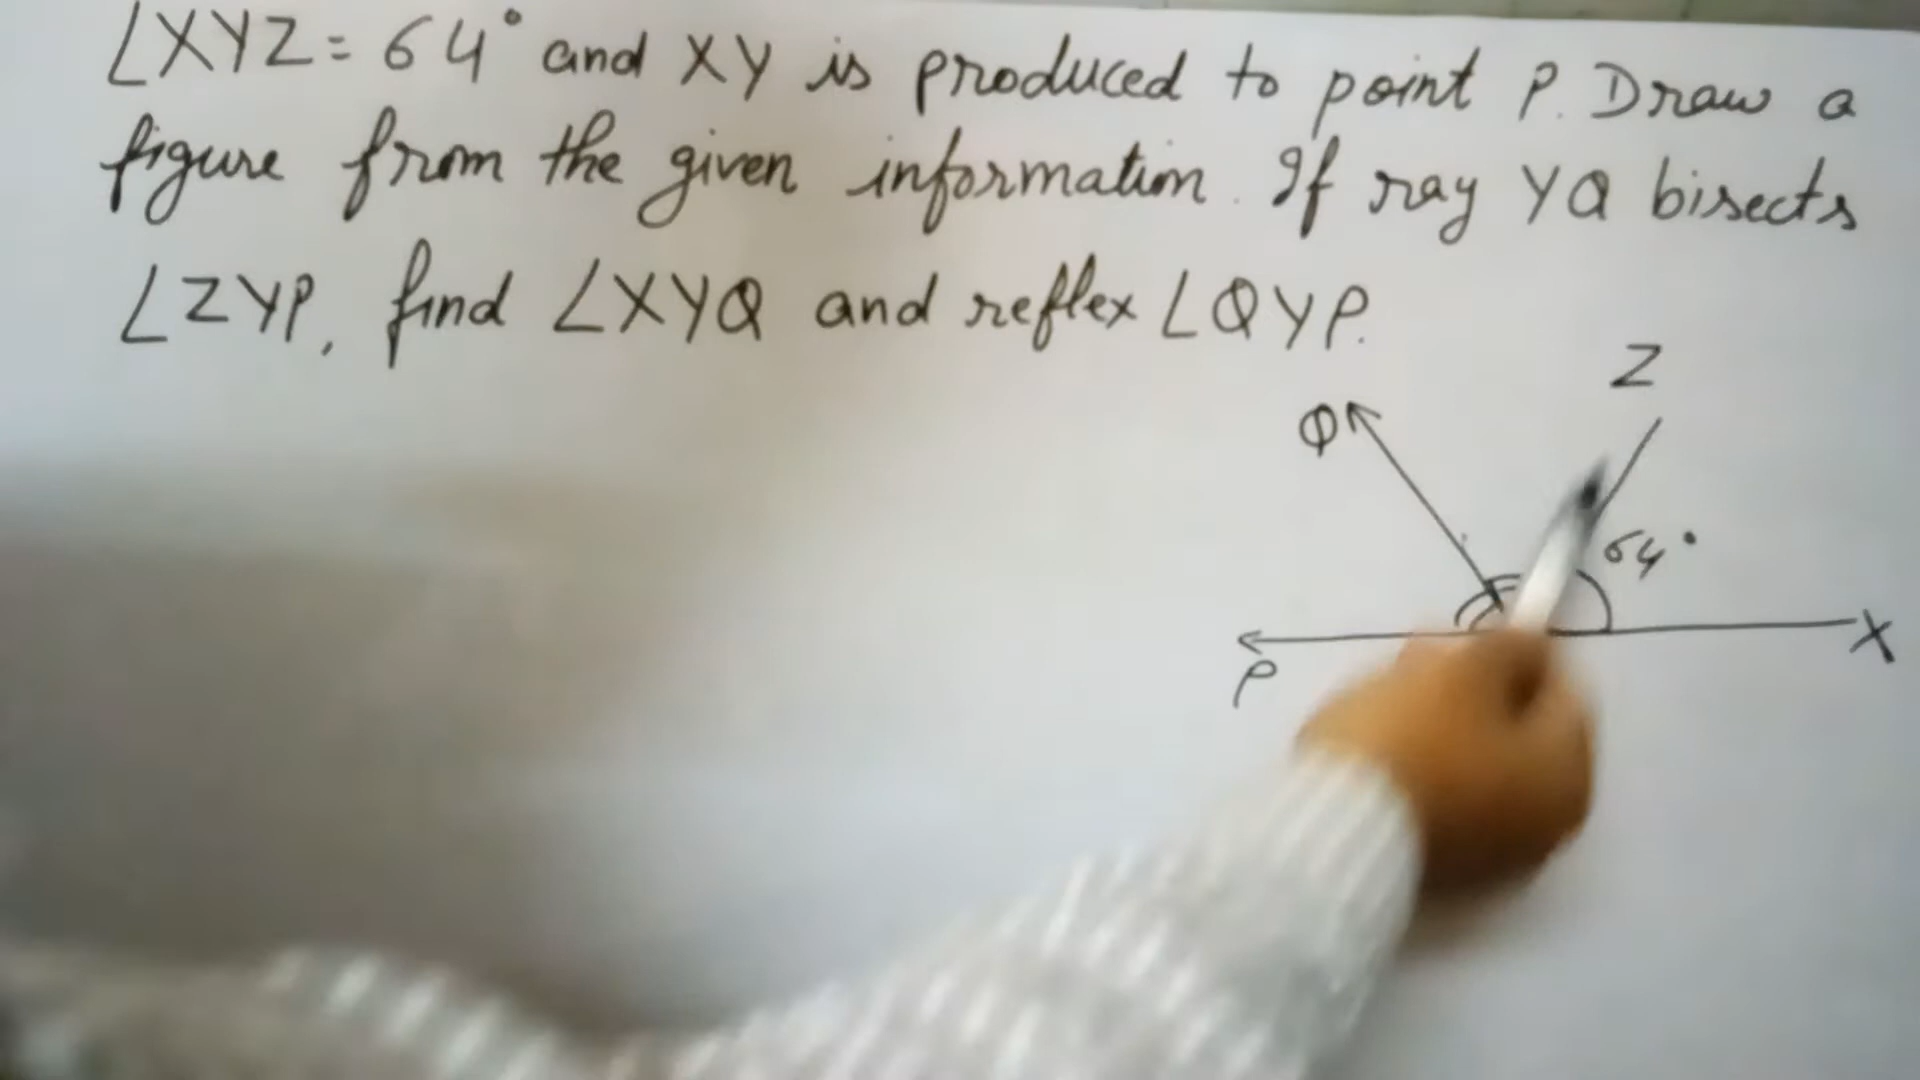 ∠XYZ = 64° and XY is produced to point P. Draw a
figure from the given information. If ray YQ bisects
∠ZYP, find ∠XYQ and reflex ∠QYP.
Z
Q
64°
X
P